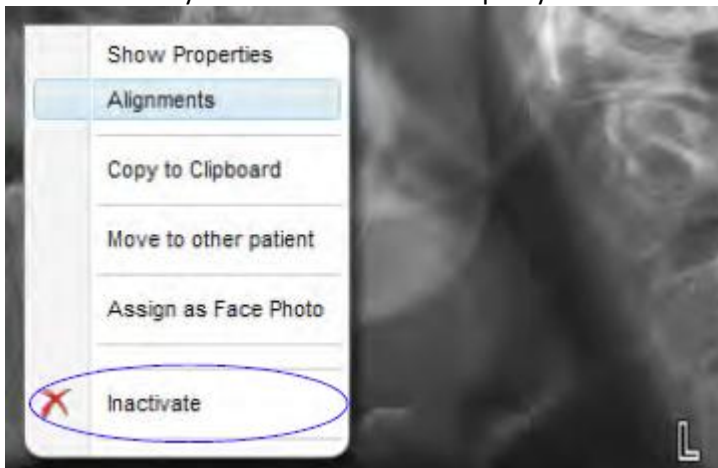 Show Properties
Alignments
Copy to Clipboard
Move to other patient
Assign as Face Photo
Inactivate
L